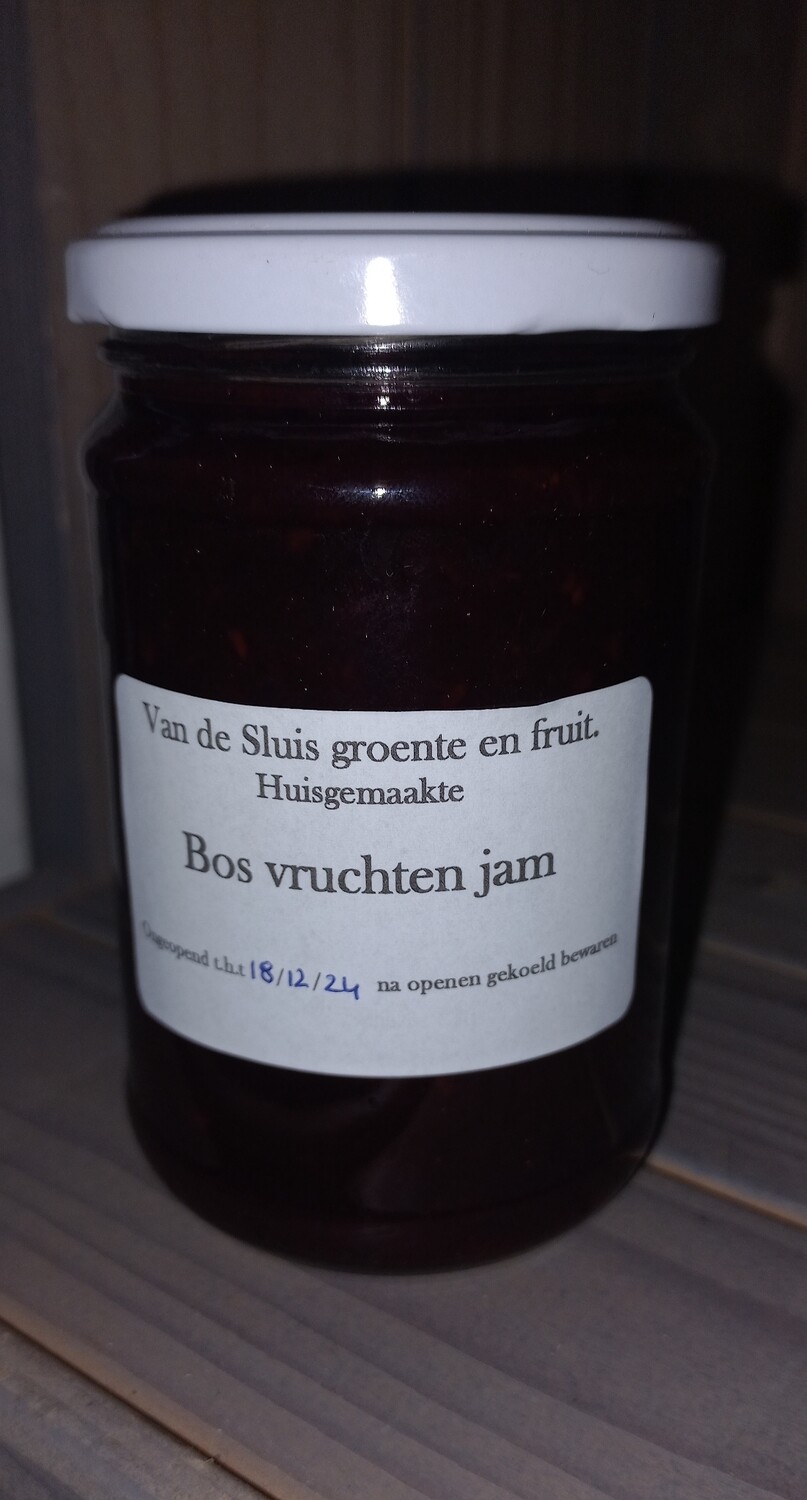 Van de Sluis groente en fruit.
Huisgemaakte
Bos vruchten jam
Ongeopend t.h.t 18/12/24 na openen gekoeld bewaren